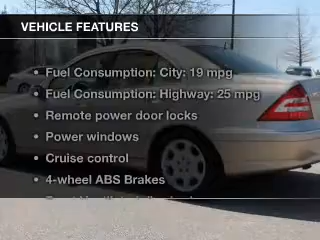 VEHICLE FEATURES
• Fuel Consumption: City: 19 mpg
• Fuel Consumption: Highway: 25 mpg
• Remote power door locks
• Power windows
• Cruise control
• 4-wheel ABS Brakes